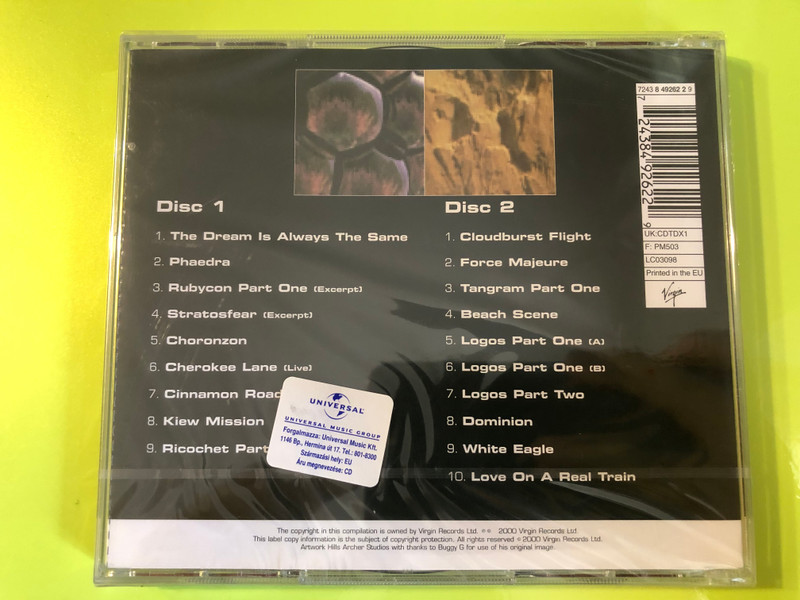 7243 8 49262 2 9
7 24384 92622 9
UK:CDTDX1
F: PM503
LC03098
Printed in the EU
Virgin
Disc 1
1. The Dream Is Always The Same
2. Phaedra
3. Rubycon Part One (Excerpt)
4. Stratosfear (Excerpt)
5. Choronzon
6. Cherokee Lane (Live)
7. Cinnamon Road
8. Kiew Mission
9. Ricochet Part
Disc 2
1. Cloudburst Flight
2. Force Majeure
3. Tangram Part One
4. Beach Scene
5. Logos Part One (A)
6. Logos Part One (B)
7. Logos Part Two
8. Dominion
9. White Eagle
10. Love On A Real Train
UNIVERSAL
UNIVERSAL MUSIC GROUP
Forgalmazza: Universal Music Kft.
1146 Bp., Hermina út 17. Tel.: 801-8300
Származási hely: EU
Áru megnevezése: CD
The copyright in this compilation is owned by Virgin Records Ltd. ℗© 2000 Virgin Records Ltd.
This label copy information is the subject of copyright protection. All rights reserved ©2000 Virgin Records Ltd.
Artwork Hills Archer Studios with thanks to Buggy G for use of his original image